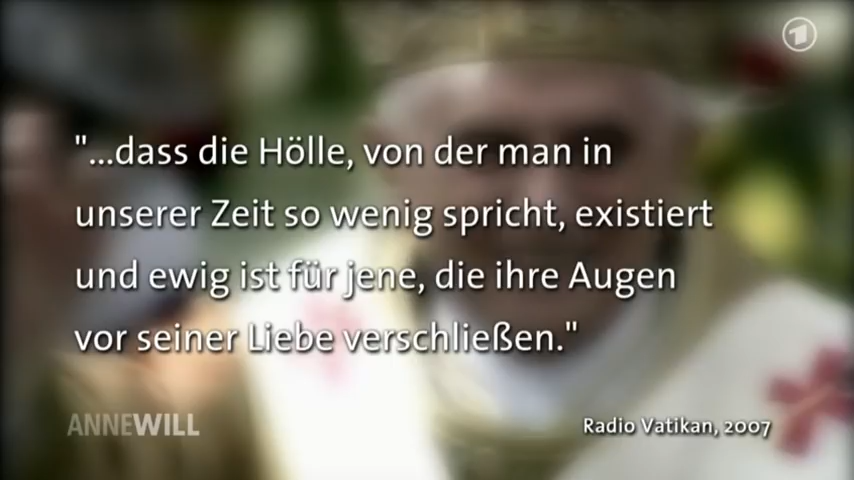 1
"...dass die Hölle, von der man in
unserer Zeit so wenig spricht, existiert
und ewig ist für jene, die ihre Augen
vor seiner Liebe verschließen."
ANNEWILL
Radio Vatikan, 2007